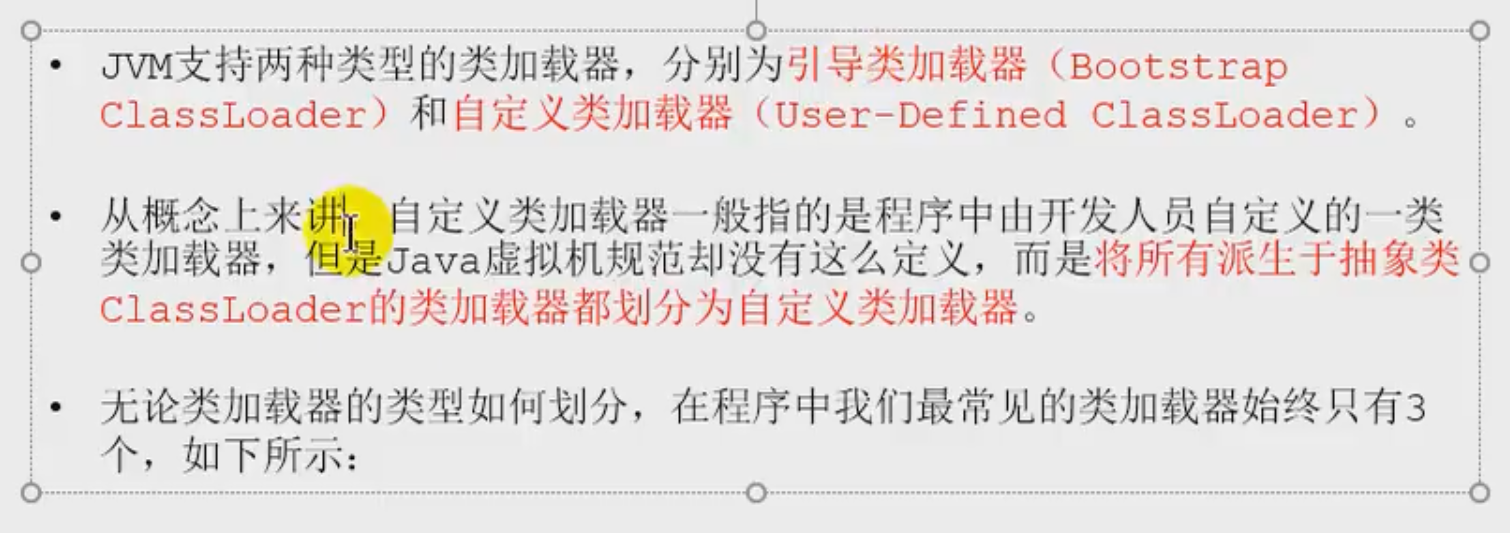 • JVM支持两种类型的类加载器，分别为引导类加载器（Bootstrap
ClassLoader）和自定义类加载器（User-Defined ClassLoader）。
• 从概念上来讲，自定义类加载器一般指的是程序中由开发人员自定义的一类
类加载器，但是Java虚拟机规范却没有这么定义，而是将所有派生于抽象类
ClassLoader的类加载器都划分为自定义类加载器。
• 无论类加载器的类型如何划分，在程序中我们最常见的类加载器始终只有3
个，如下所示：